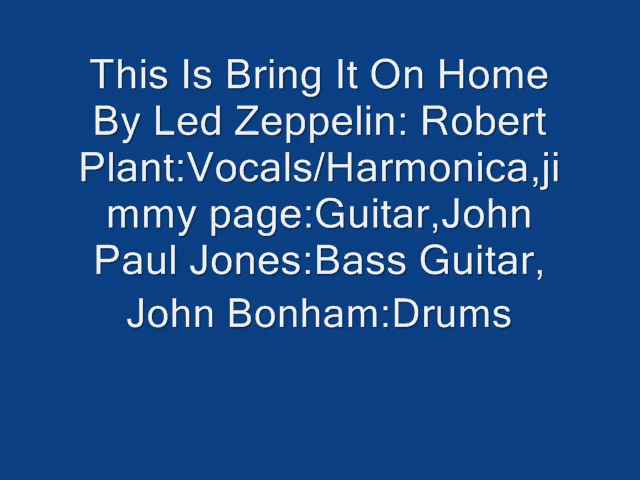 This Is Bring It On Home
By Led Zeppelin: Robert
Plant:Vocals/Harmonica,ji
mmy page:Guitar,John
Paul Jones:Bass Guitar,
John Bonham:Drums